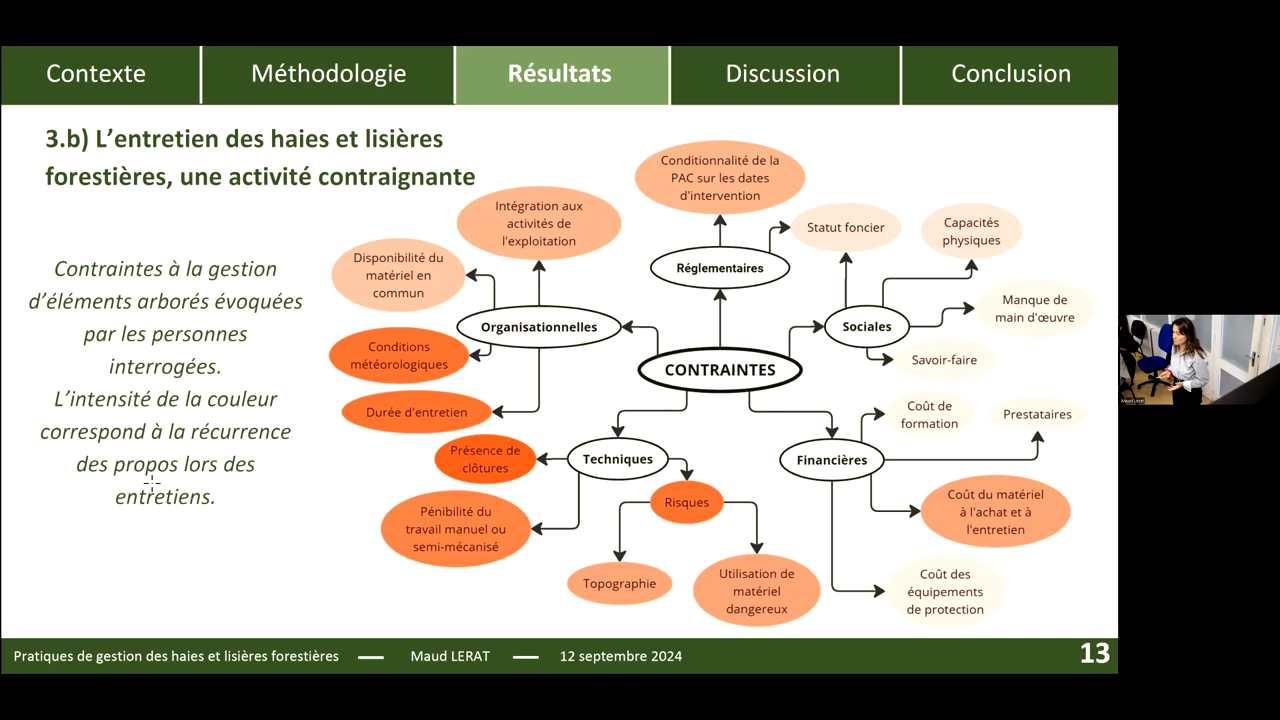 Contexte
Méthodologie
Résultats
Discussion
Conclusion
3.b) L’entretien des haies et lisières
forestières, une activité contraignante
Contraintes à la gestion
d’éléments arborés évoquées
par les personnes
interrogées.
L’intensité de la couleur
correspond à la récurrence
des propos lors des
entretiens.
CONTRAINTES
Organisationnelles
Intégration aux
activités de
l'exploitation
Disponibilité du
matériel en
commun
Conditions
météorologiques
Durée d'entretien
Réglementaires
Conditionnalité de la
PAC sur les dates
d'intervention
Statut foncier
Sociales
Capacités
physiques
Manque de
main d'œuvre
Savoir-faire
Techniques
Présence de
clôtures
Pénibilité du
travail manuel ou
semi-mécanisé
Risques
Topographie
Utilisation de
matériel
dangereux
Financières
Coût de
formation
Prestataires
Coût du matériel
à l'achat et à
l'entretien
Coût des
équipements
de protection
Pratiques de gestion des haies et lisières forestières — Maud LERAT — 12 septembre 2024
13
Maud LERAT